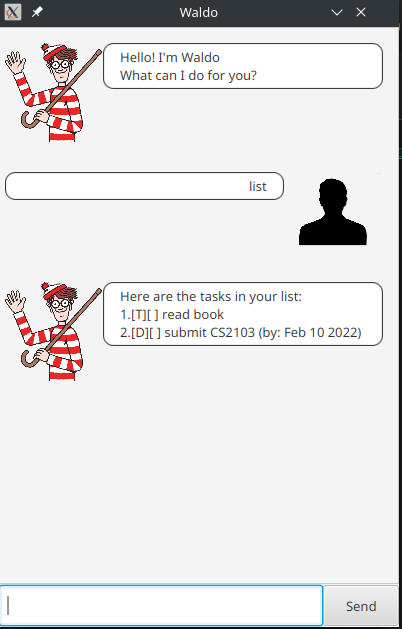 Waldo
Hello! I'm Waldo
What can I do for you?
list
Here are the tasks in your list:
1.[T][ ] read book
2.[D][ ] submit CS2103 (by: Feb 10 2022)
Send